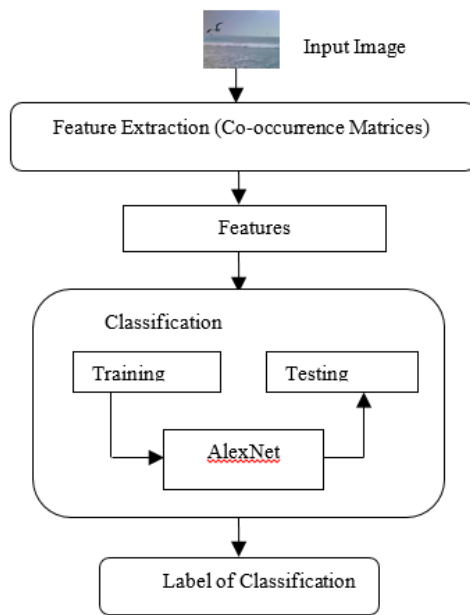 Input Image
Feature Extraction (Co-occurrence Matrices)
Features
Classification
Training
Testing
AlexNet
Label of Classification